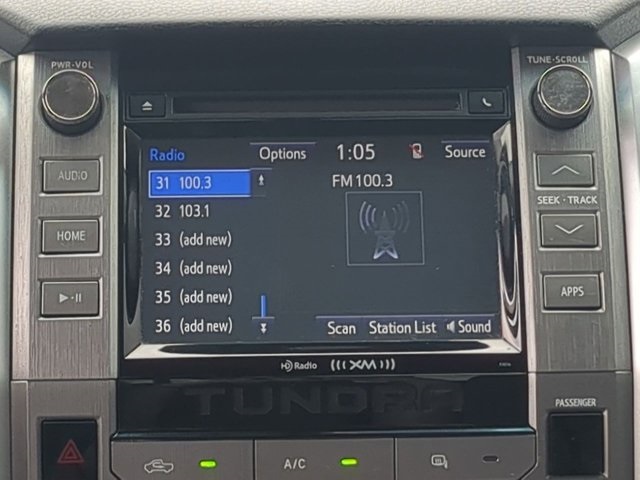 PWR•VOL
TUNE•SCROLL
AUDIO
HOME
SEEK • TRACK
APPS
Radio Options 1:05 Source
31 100.3
FM 100.3
32 103.1
33 (add new)
34 (add new)
35 (add new)
36 (add new)
Scan Station List Sound
HD Radio (((XM)))
TUNDRA
PASSENGER
A/C